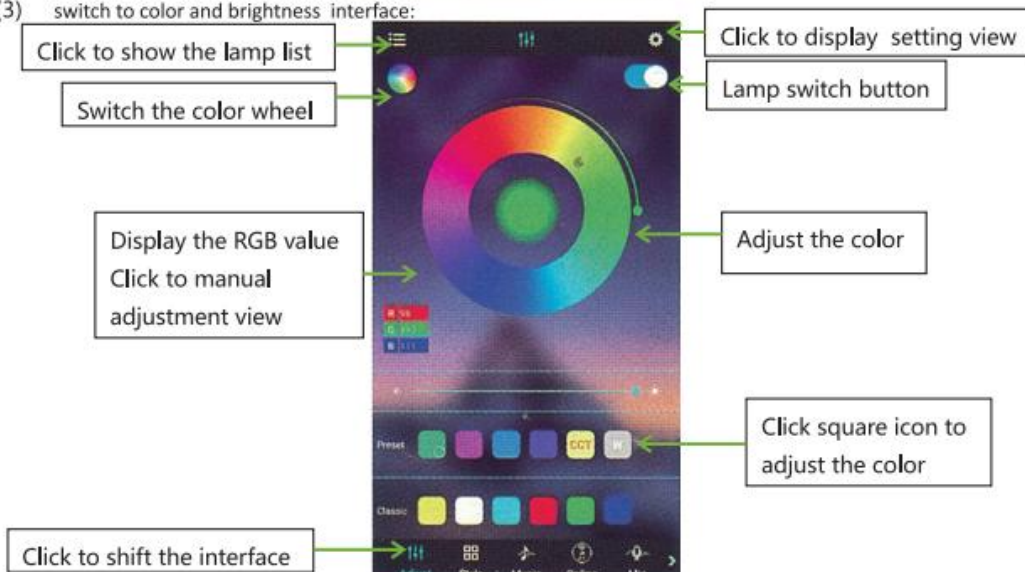 (3) switch to color and brightness interface:
Click to show the lamp list
Click to display setting view
Switch the color wheel
Lamp switch button
Display the RGB value
Click to manual
adjustment view
Adjust the color
R
G
B
Preset
CCT
W
Click square icon to
adjust the color
Classic
Click to shift the interface